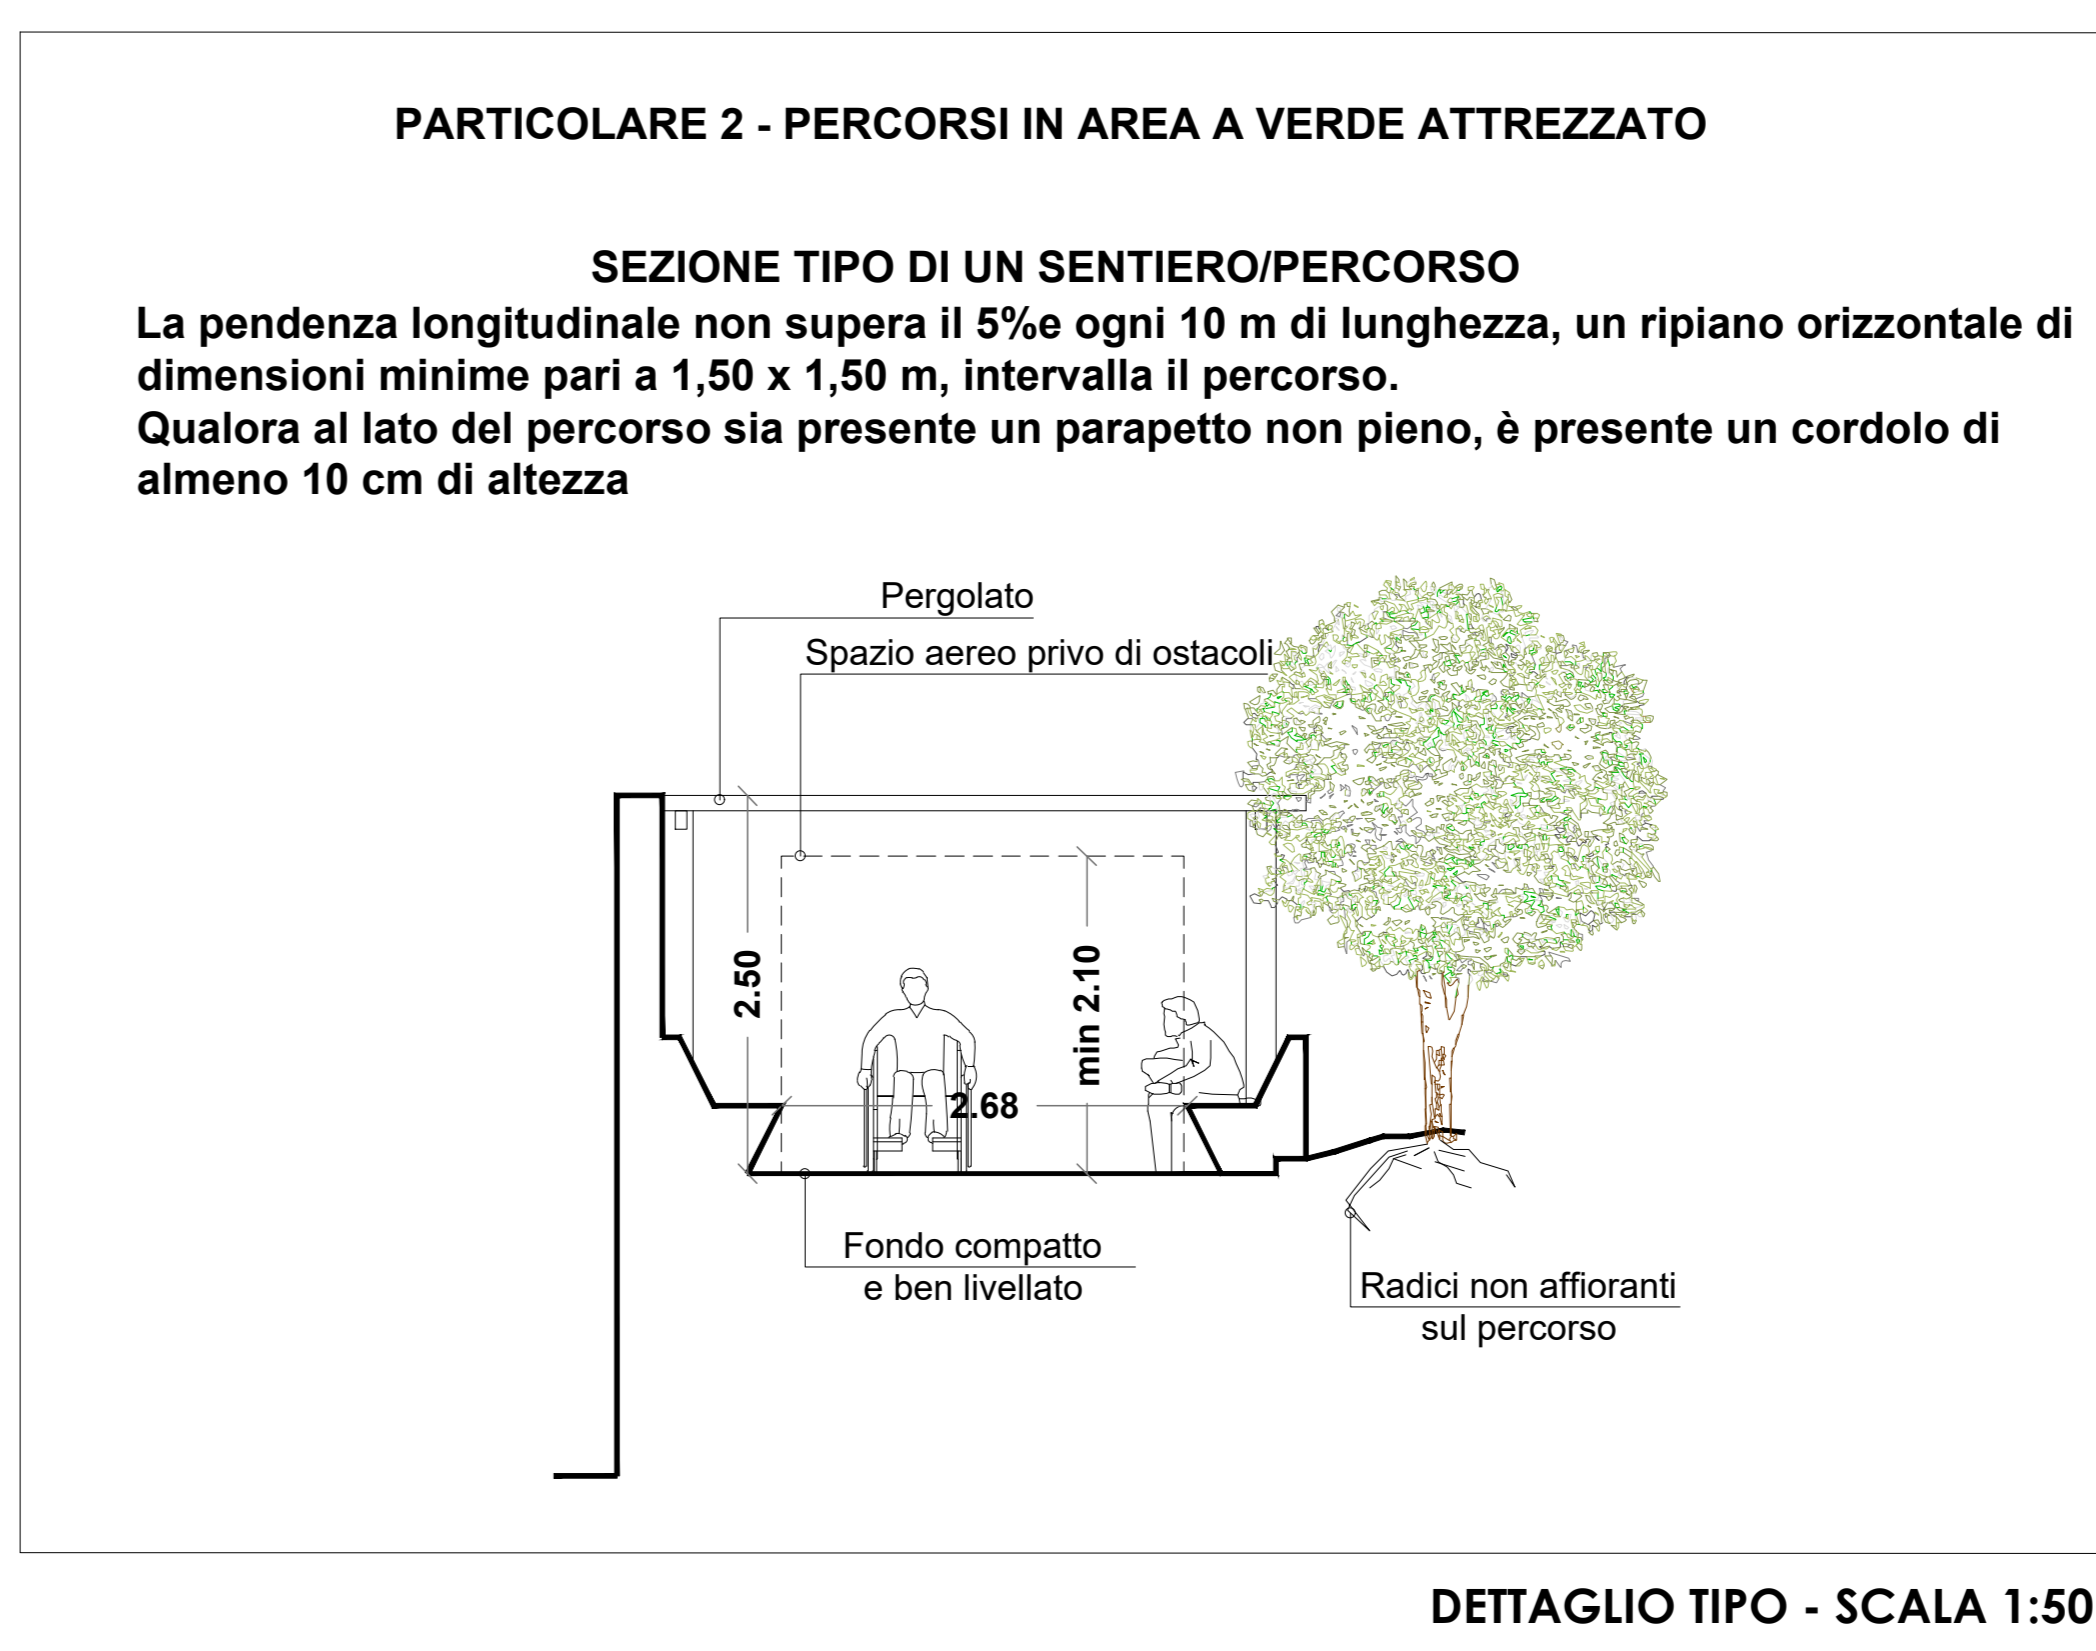 PARTICOLARE 2 - PERCORSI IN AREA A VERDE ATTREZZATO
SEZIONE TIPO DI UN SENTIERO/PERCORSO
La pendenza longitudinale non supera il 5%e ogni 10 m di lunghezza, un ripiano orizzontale di
dimensioni minime pari a 1,50 x 1,50 m, intervalla il percorso.
Qualora al lato del percorso sia presente un parapetto non pieno, è presente un cordolo di
almeno 10 cm di altezza
Pergolato
Spazio aereo privo di ostacoli
2.50
min 2.10
2.68
Fondo compatto
e ben livellato
Radici non affioranti
sul percorso
DETTAGLIO TIPO - SCALA 1:50